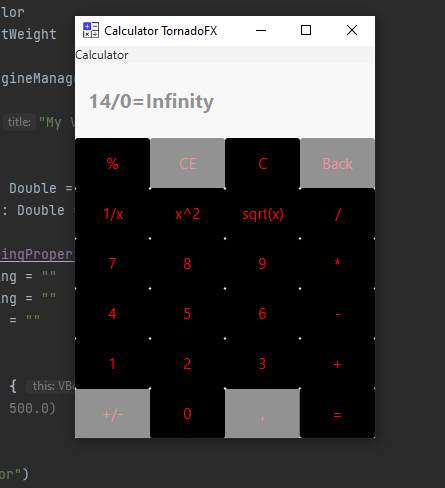 lor
tWeight
gineManag
title: "My
Double =
: Double =
ingProper
ng = ""
ng = ""
= ""
{ this: VB
500.0)
or")
Calculator TornadoFX
Calculator
14/0=Infinity
% CE C Back
1/x x^2 sqrt(x) /
7 8 9 *
4 5 6 -
1 2 3 +
+/- 0 , =